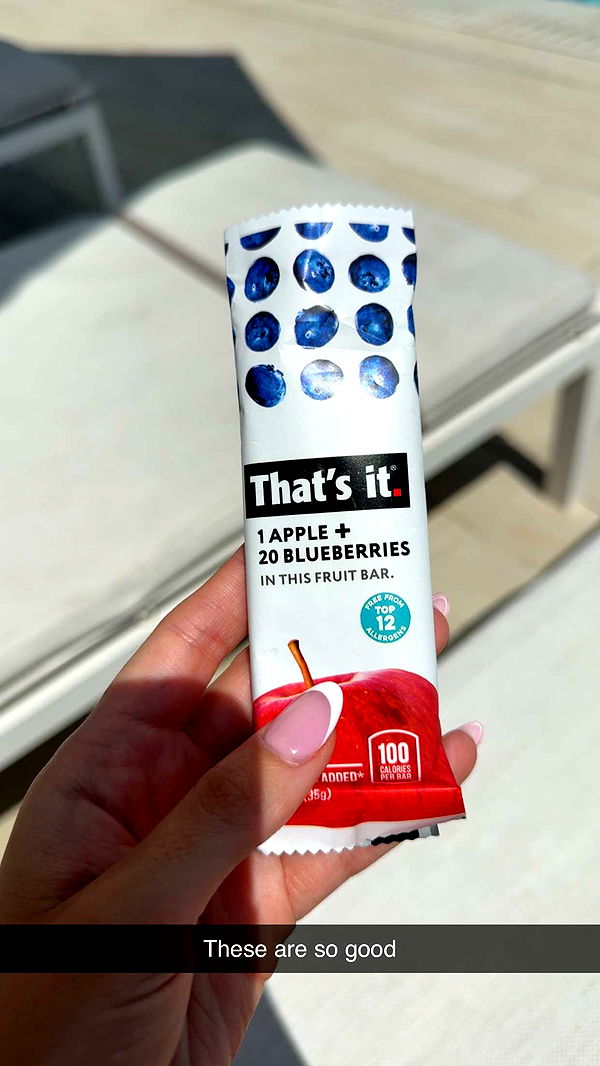 That's it.®
1 APPLE +
20 BLUEBERRIES
IN THIS FRUIT BAR.
FREE FROM
TOP
12
ALLERGENS
100
CALORIES
PER BAR
ADDED*
(35g)
These are so good